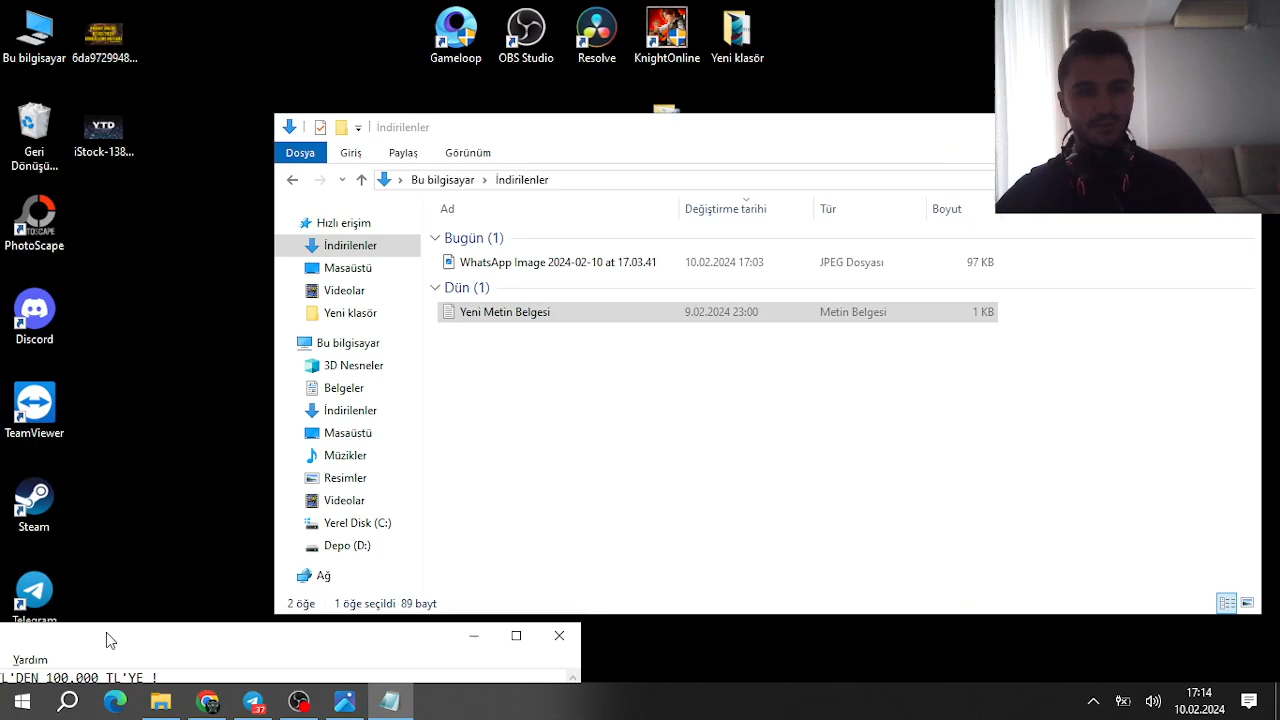 Bu bilgisayar
6da9729948...
Gameloop
OBS Studio
Resolve
KnightOnline
Yeni klasör
Geri
Dönüşü...
YTD
iStock-138...
PhotoScape
Discord
TeamViewer
Steam
Telegram
İndirilenler
Dosya
Giriş
Paylaş
Görünüm
Bu bilgisayar
İndirilenler
Ad
Değiştirme tarihi
Tür
Boyut
Hızlı erişim
İndirilenler
Masaüstü
Videolar
Yeni klasör
Bu bilgisayar
3D Nesneler
Belgeler
İndirilenler
Masaüstü
Müzikler
Resimler
Videolar
Yerel Disk (C:)
Depo (D:)
Ağ
Bugün (1)
WhatsApp Image 2024-02-10 at 17.03.41 10.02.2024 17:03 JPEG Dosyası 97 KB
Dün (1)
Yeni Metin Belgesi 9.02.2024 23:00 Metin Belgesi 1 KB
2 öğe 1 öğe seçildi 89 bayt
Yardım
TL'DEN 100.000 TL'YE !
37
17:14
10.02.2024